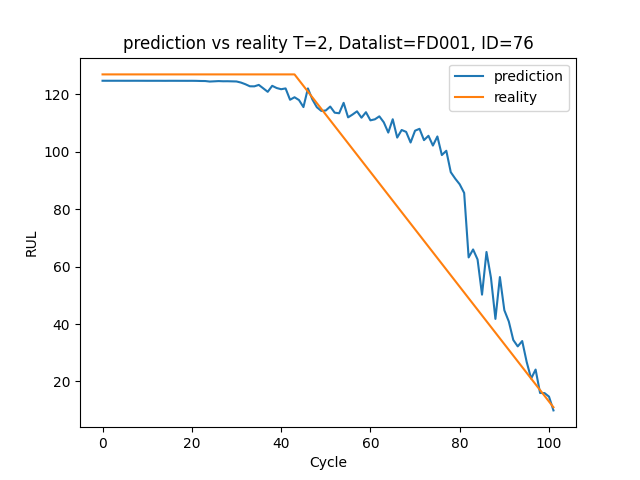 prediction vs reality T=2, Datalist=FD001, ID=76
prediction
reality
RUL
120
100
80
60
40
20
0 20 40 60 80 100
Cycle